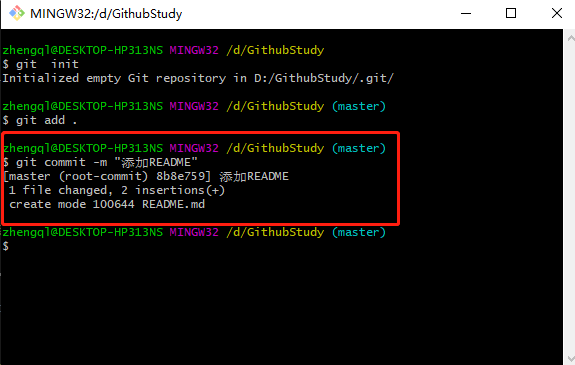 MINGW32:/d/GithubStudy
zhengql@DESKTOP-HP313NS MINGW32 /d/GithubStudy
$ git  init
Initialized empty Git repository in D:/GithubStudy/.git/
zhengql@DESKTOP-HP313NS MINGW32 /d/GithubStudy (master)
$ git add .
zhengql@DESKTOP-HP313NS MINGW32 /d/GithubStudy (master)
$ git commit -m "添加README"
[master (root-commit) 8b8e759] 添加README
 1 file changed, 2 insertions(+)
 create mode 100644 README.md
zhengql@DESKTOP-HP313NS MINGW32 /d/GithubStudy (master)
$